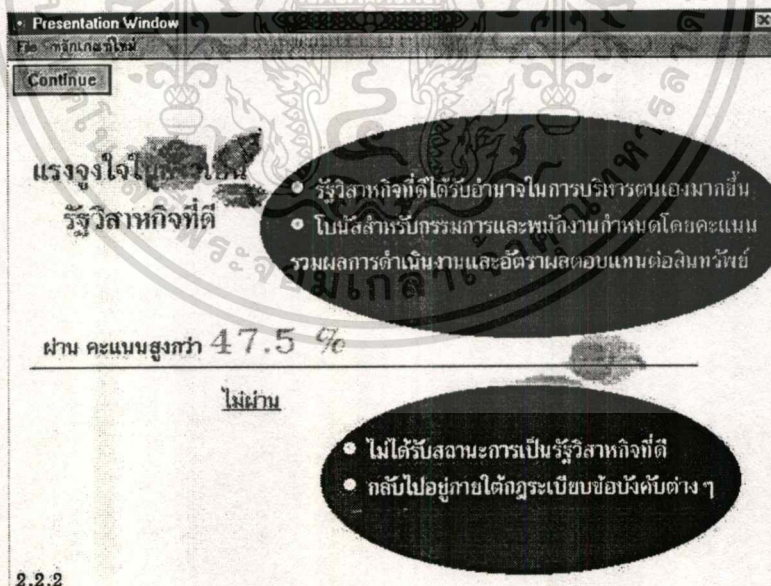 Presentation Window
File หลักเกณฑ์ใหม่
Continue
แรงจูงใจใน
รัฐวิสาหกิจที่ดี
• รัฐวิสาหกิจที่ดีได้รับอำนาจในการบริหารตนเองมากขึ้น
• โบนัสสำหรับกรรมการและพนักงานกำหนดโดยคะแนน
รวมผลการดำเนินงานและอัตราผลตอบแทนต่อสินทรัพย์
ผ่าน คะแนนสูงกว่า 47.5 %
ไม่ผ่าน
• ไม่ได้รับสถานะการเป็นรัฐวิสาหกิจที่ดี
• กลับไปอยู่ภายใต้กฎระเบียบข้อบังคับต่าง ๆ
2.2.2